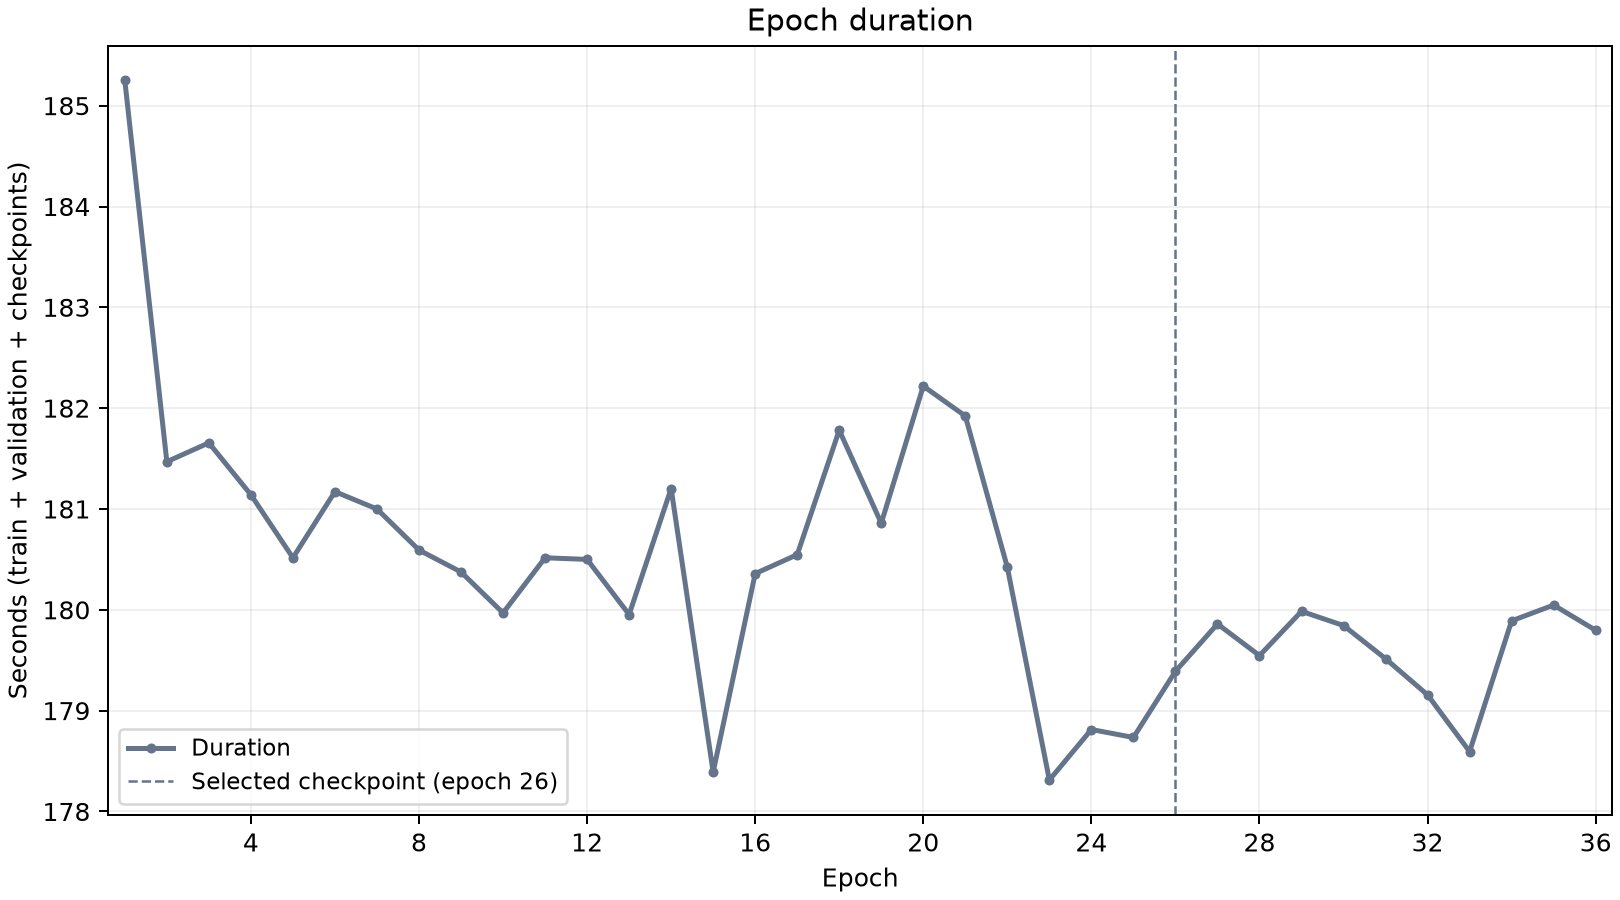 Epoch duration
Seconds (train + validation + checkpoints)
185
184
183
182
181
180
179
178
Duration
Selected checkpoint (epoch 26)
4 8 12 16 20 24 28 32 36
Epoch